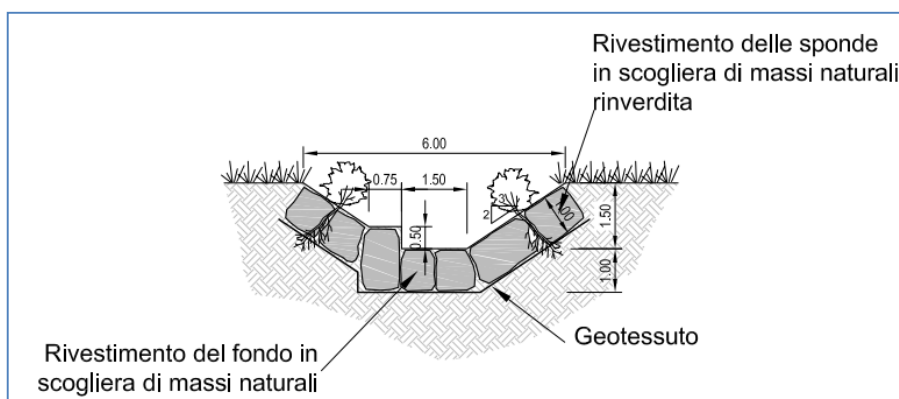 Rivestimento delle sponde
in scogliera di massi naturali
rinverdita
6.00
0.75
1.50
3
2
1.00
0.50
1.50
1.00
Geotessuto
Rivestimento del fondo in
scogliera di massi naturali